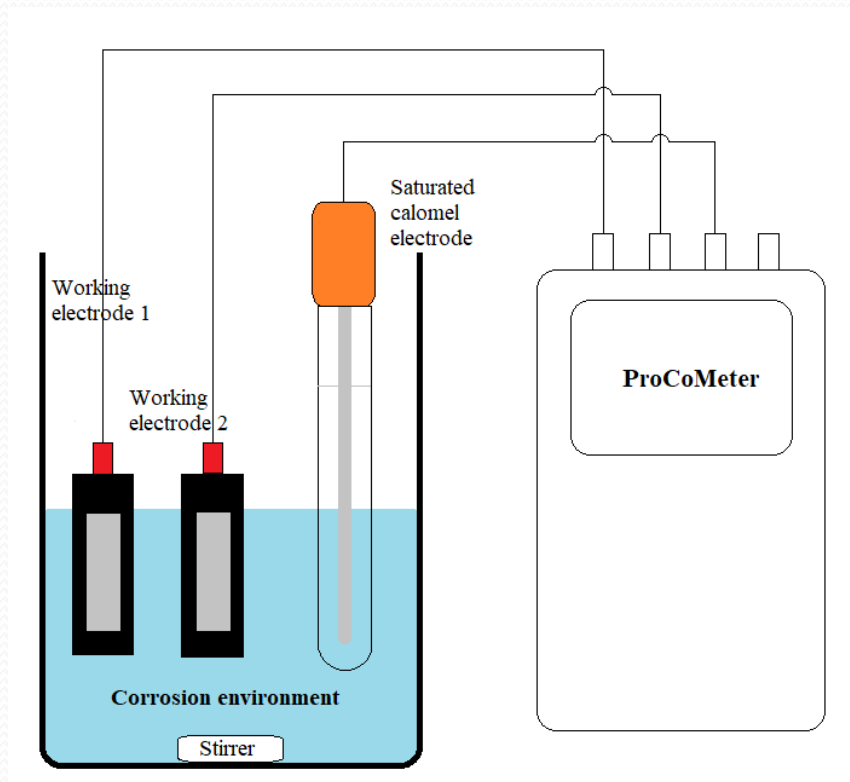 Saturated
calomel
electrode
Working
electrode 1
ProCoMeter
Working
electrode 2
Corrosion environment
Stirrer